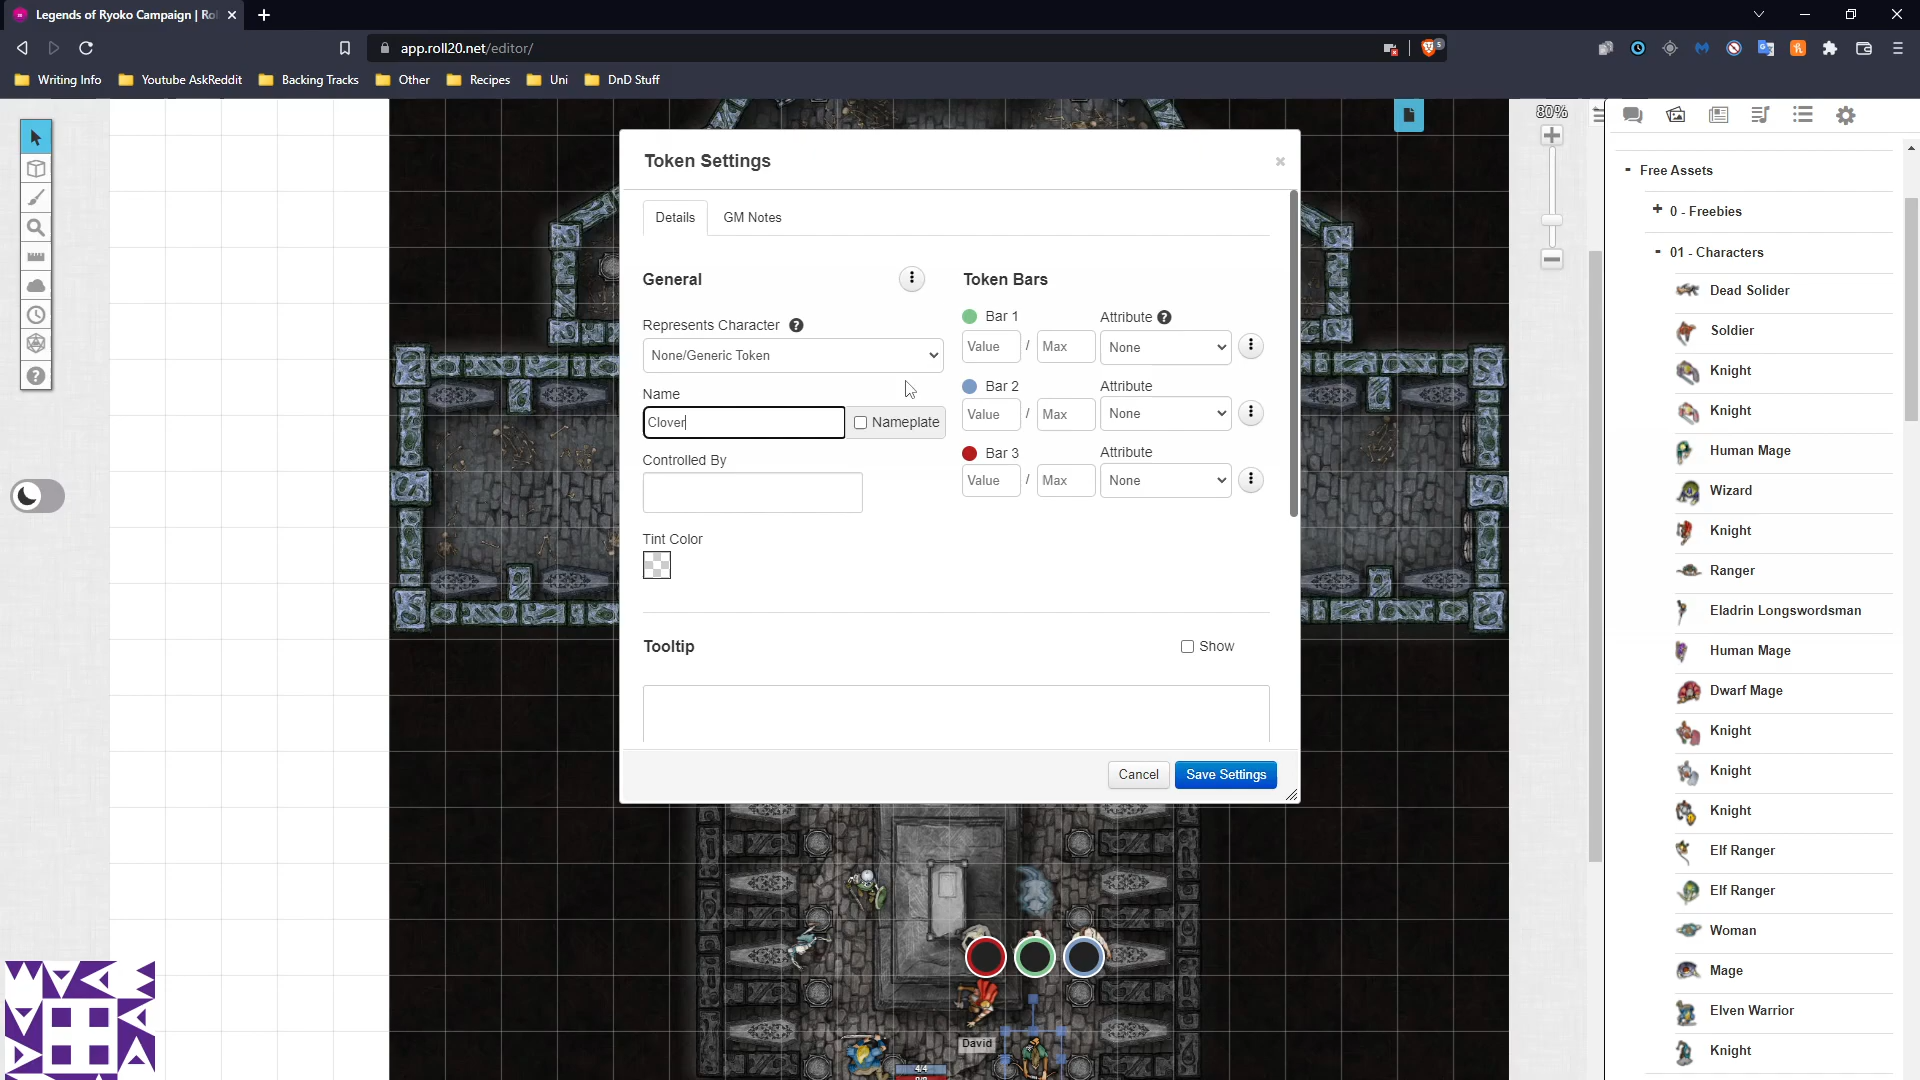 Legends of Ryoko Campaign | Rol
app.roll20.net/editor/
5
Writing Info
Youtube AskReddit
Backing Tracks
Other
Recipes
Uni
DnD Stuff
80%
Token Settings
Details
GM Notes
General
Token Bars
Represents Character
None/Generic Token
Name
Clover
Nameplate
Controlled By
Tint Color
Bar 1
Attribute
Value / Max
None
Bar 2
Attribute
Value / Max
None
Bar 3
Attribute
Value / Max
None
Tooltip
Show
Cancel
Save Settings
David
4/4
Free Assets
0 - Freebies
01 - Characters
Dead Solider
Soldier
Knight
Knight
Human Mage
Wizard
Knight
Ranger
Eladrin Longswordsman
Human Mage
Dwarf Mage
Knight
Knight
Knight
Elf Ranger
Elf Ranger
Woman
Mage
Elven Warrior
Knight